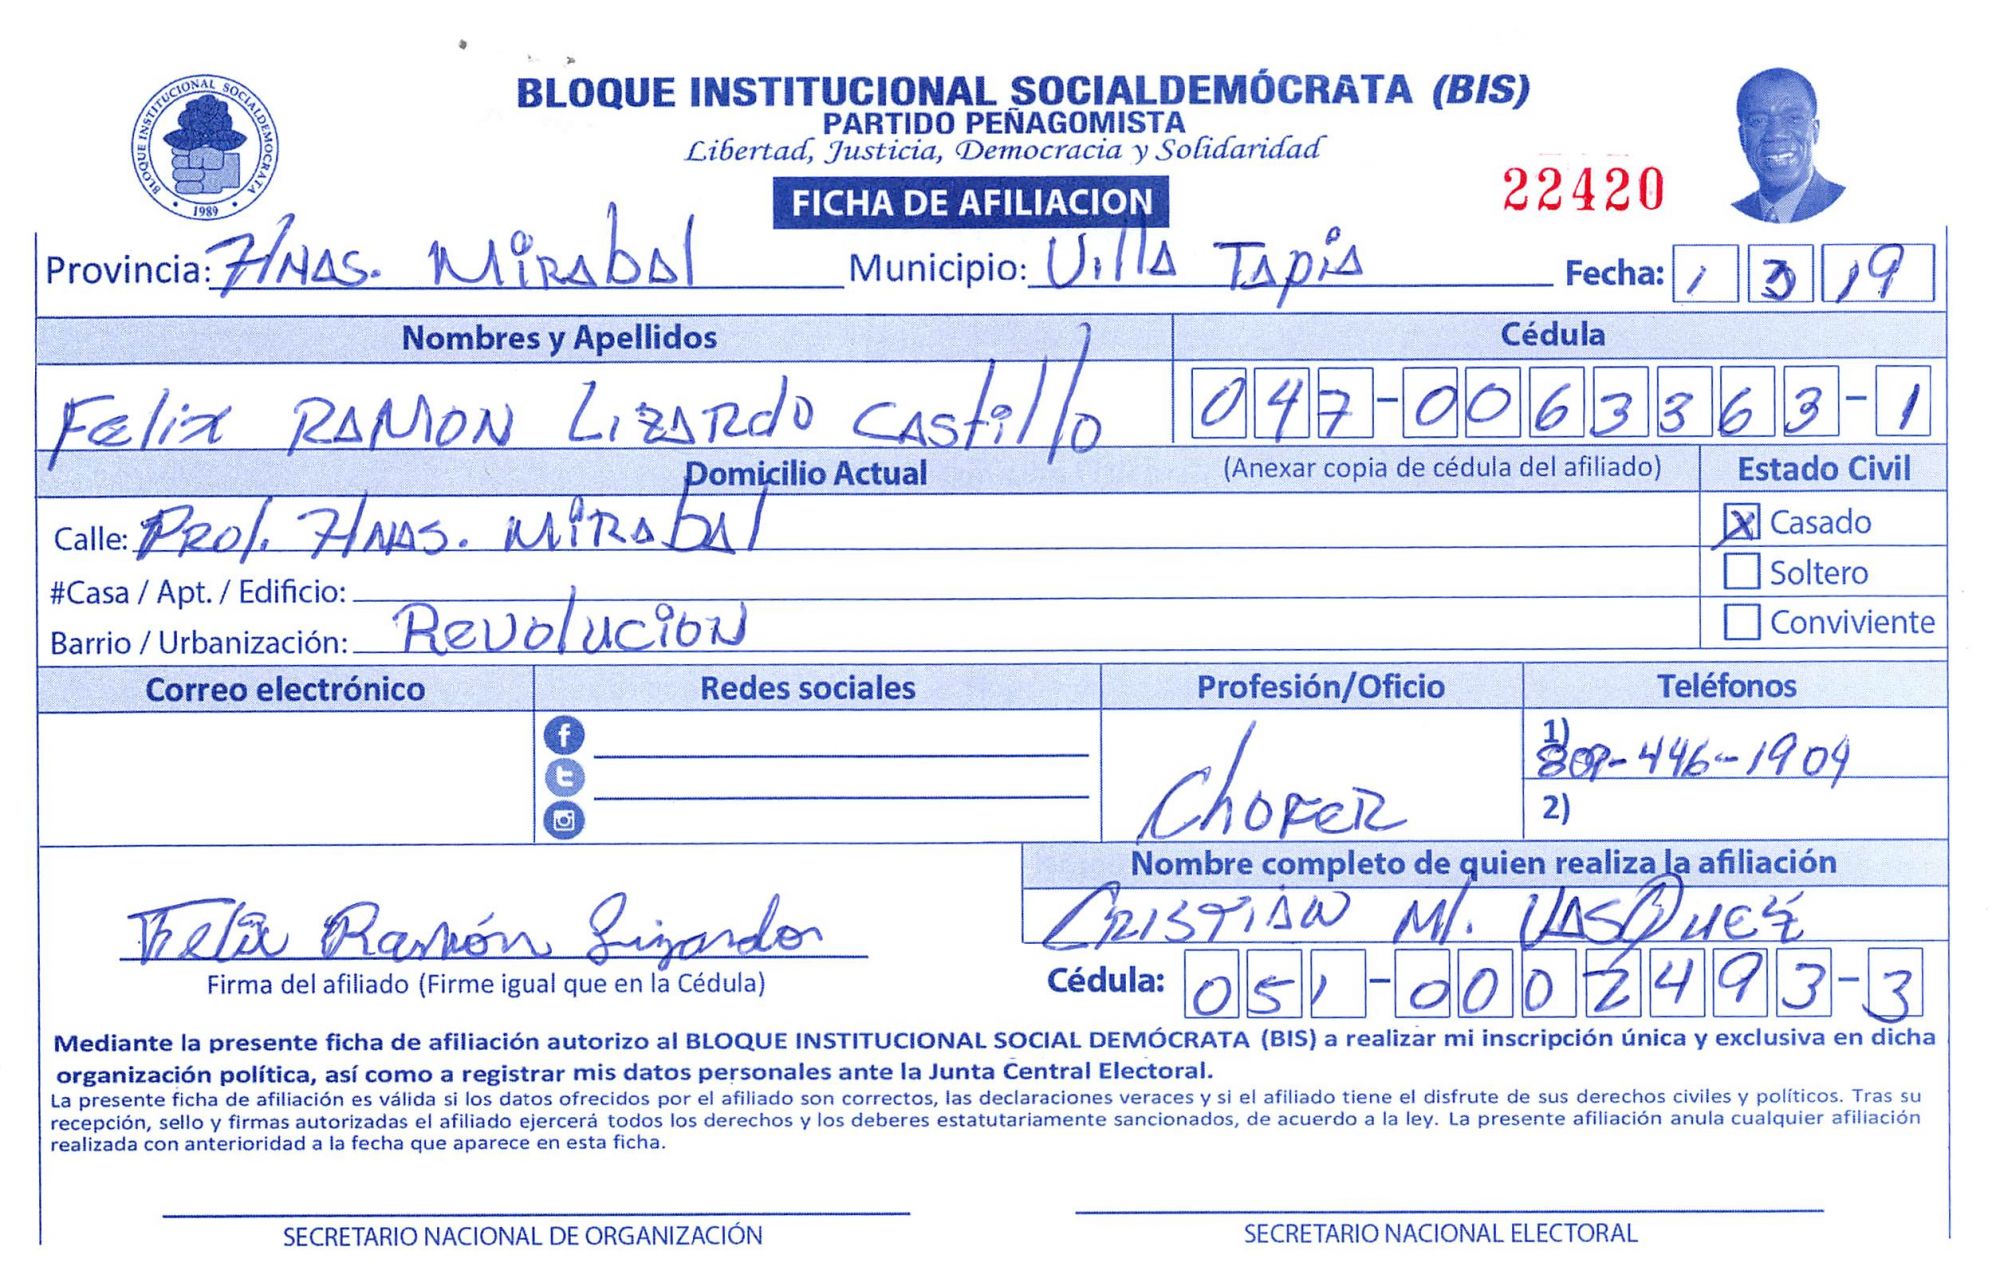 BLOQUE INSTITUCIONAL SOCIALDEMÓCRATA (BIS)
PARTIDO PEÑAGOMISTA
Libertad, Justicia, Democracia y Solidaridad
BLOQUE INSTITUCIONAL SOCIALDEMOCRATA
1989
FICHA DE AFILIACION
22420
Provincia: Hnas. Mirabal Municipio: Villa Tapia Fecha: 1 3 19
Nombres y Apellidos Cédula
Felix Ramon Lizardo Castillo 047-0063363-1
Domicilio Actual (Anexar copia de cédula del afiliado) Estado Civil
Calle: Prol. Hnas. Mirabal X Casado
#Casa / Apt. / Edificio: Soltero
Barrio / Urbanización: Revolucion Conviviente
Correo electrónico Redes sociales Profesión/Oficio Teléfonos
Chofer 1) 809-446-1909
2)
Nombre completo de quien realiza la afiliación
Felix Ramón Lizardo Cristian Ml. Vasquez
Firma del afiliado (Firme igual que en la Cédula) Cédula: 051-0002493-3
Mediante la presente ficha de afiliación autorizo al BLOQUE INSTITUCIONAL SOCIAL DEMÓCRATA (BIS) a realizar mi inscripción única y exclusiva en dicha
organización política, así como a registrar mis datos personales ante la Junta Central Electoral.
La presente ficha de afiliación es válida si los datos ofrecidos por el afiliado son correctos, las declaraciones veraces y si el afiliado tiene el disfrute de sus derechos civiles y políticos. Tras su
recepción, sello y firmas autorizadas el afiliado ejercerá todos los derechos y los deberes estatutariamente sancionados, de acuerdo a la ley. La presente afiliación anula cualquier afiliación
realizada con anterioridad a la fecha que aparece en esta ficha.
SECRETARIO NACIONAL DE ORGANIZACIÓN SECRETARIO NACIONAL ELECTORAL